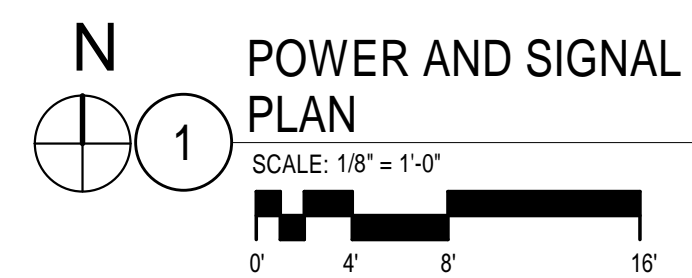 N
1
POWER AND SIGNAL
PLAN
SCALE: 1/8" = 1'-0"
0' 4' 8' 16'